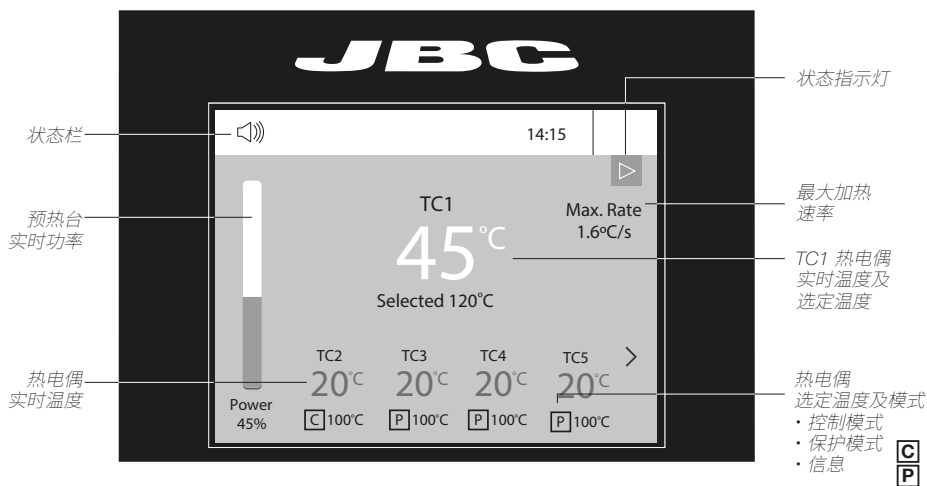 JBC
状态指示灯
状态栏
14:15
预热台
实时功率
TC1
45°C
Selected 120°C
Max. Rate
1.6ºC/s
最大加热
速率
TC1 热电偶
实时温度及
选定温度
热电偶
实时温度
Power
45%
TC2
20°C
C 100°C
TC3
20°C
P 100°C
TC4
20°C
P 100°C
TC5
20°C
P 100°C
热电偶
选定温度及模式
・控制模式
・保护模式 C
・信息 P